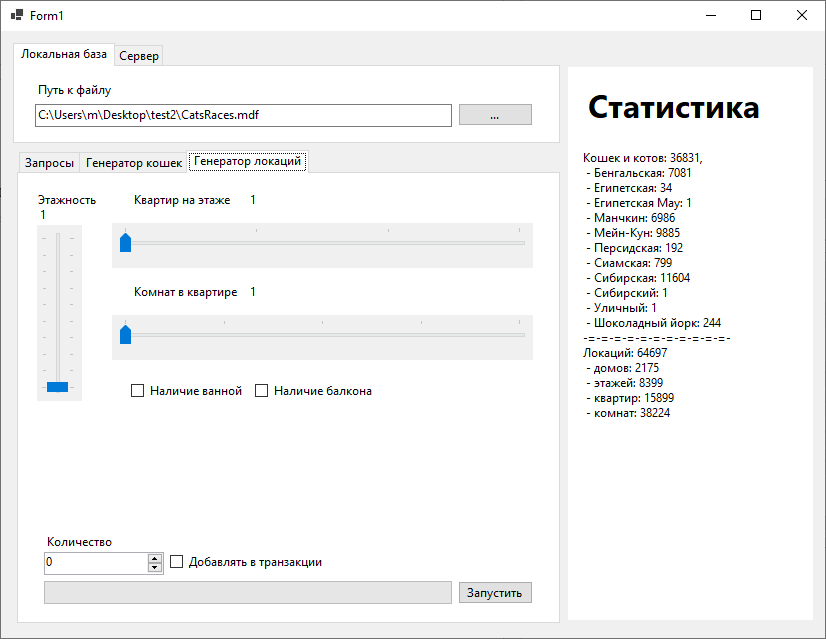 Form1
Локальная база
Сервер
Путь к файлу
C:\Users\m\Desktop\test2\CatsRaces.mdf
...
Запросы
Генератор кошек
Генератор локаций
Этажность
1
Квартир на этаже 1
Комнат в квартире 1
Наличие ванной
Наличие балкона
Количество
0
Добавлять в транзакции
Запустить
Статистика
Кошек и котов: 36831,
- Бенгальская: 7081
- Египетская: 34
- Египетская Мау: 1
- Манчкин: 6986
- Мейн-Кун: 9885
- Персидская: 192
- Сиамская: 799
- Сибирская: 11604
- Сибирский: 1
- Уличный: 1
- Шоколадный йорк: 244
-=-=-=-=-=-=-=-=-=-=-=-
Локаций: 64697
- домов: 2175
- этажей: 8399
- квартир: 15899
- комнат: 38224